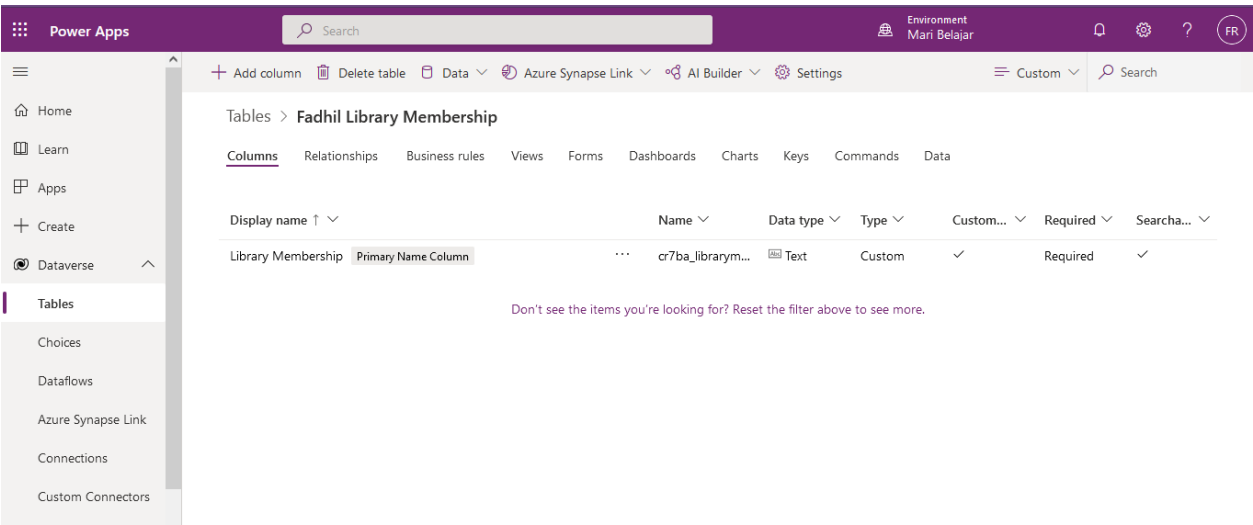 Power Apps
Search
Environment
Mari Belajar
?
FR
Add column Delete table Data Azure Synapse Link AI Builder Settings Custom Search
Home
Learn
Apps
Create
Dataverse
Tables
Choices
Dataflows
Azure Synapse Link
Connections
Custom Connectors
Tables > Fadhil Library Membership
Columns Relationships Business rules Views Forms Dashboards Charts Keys Commands Data
Display name ↑ Name Data type Type Custom... Required Searcha...
Library Membership Primary Name Column ... cr7ba_librarym... Abc Text Custom ✓ Required ✓
Don't see the items you're looking for? Reset the filter above to see more.